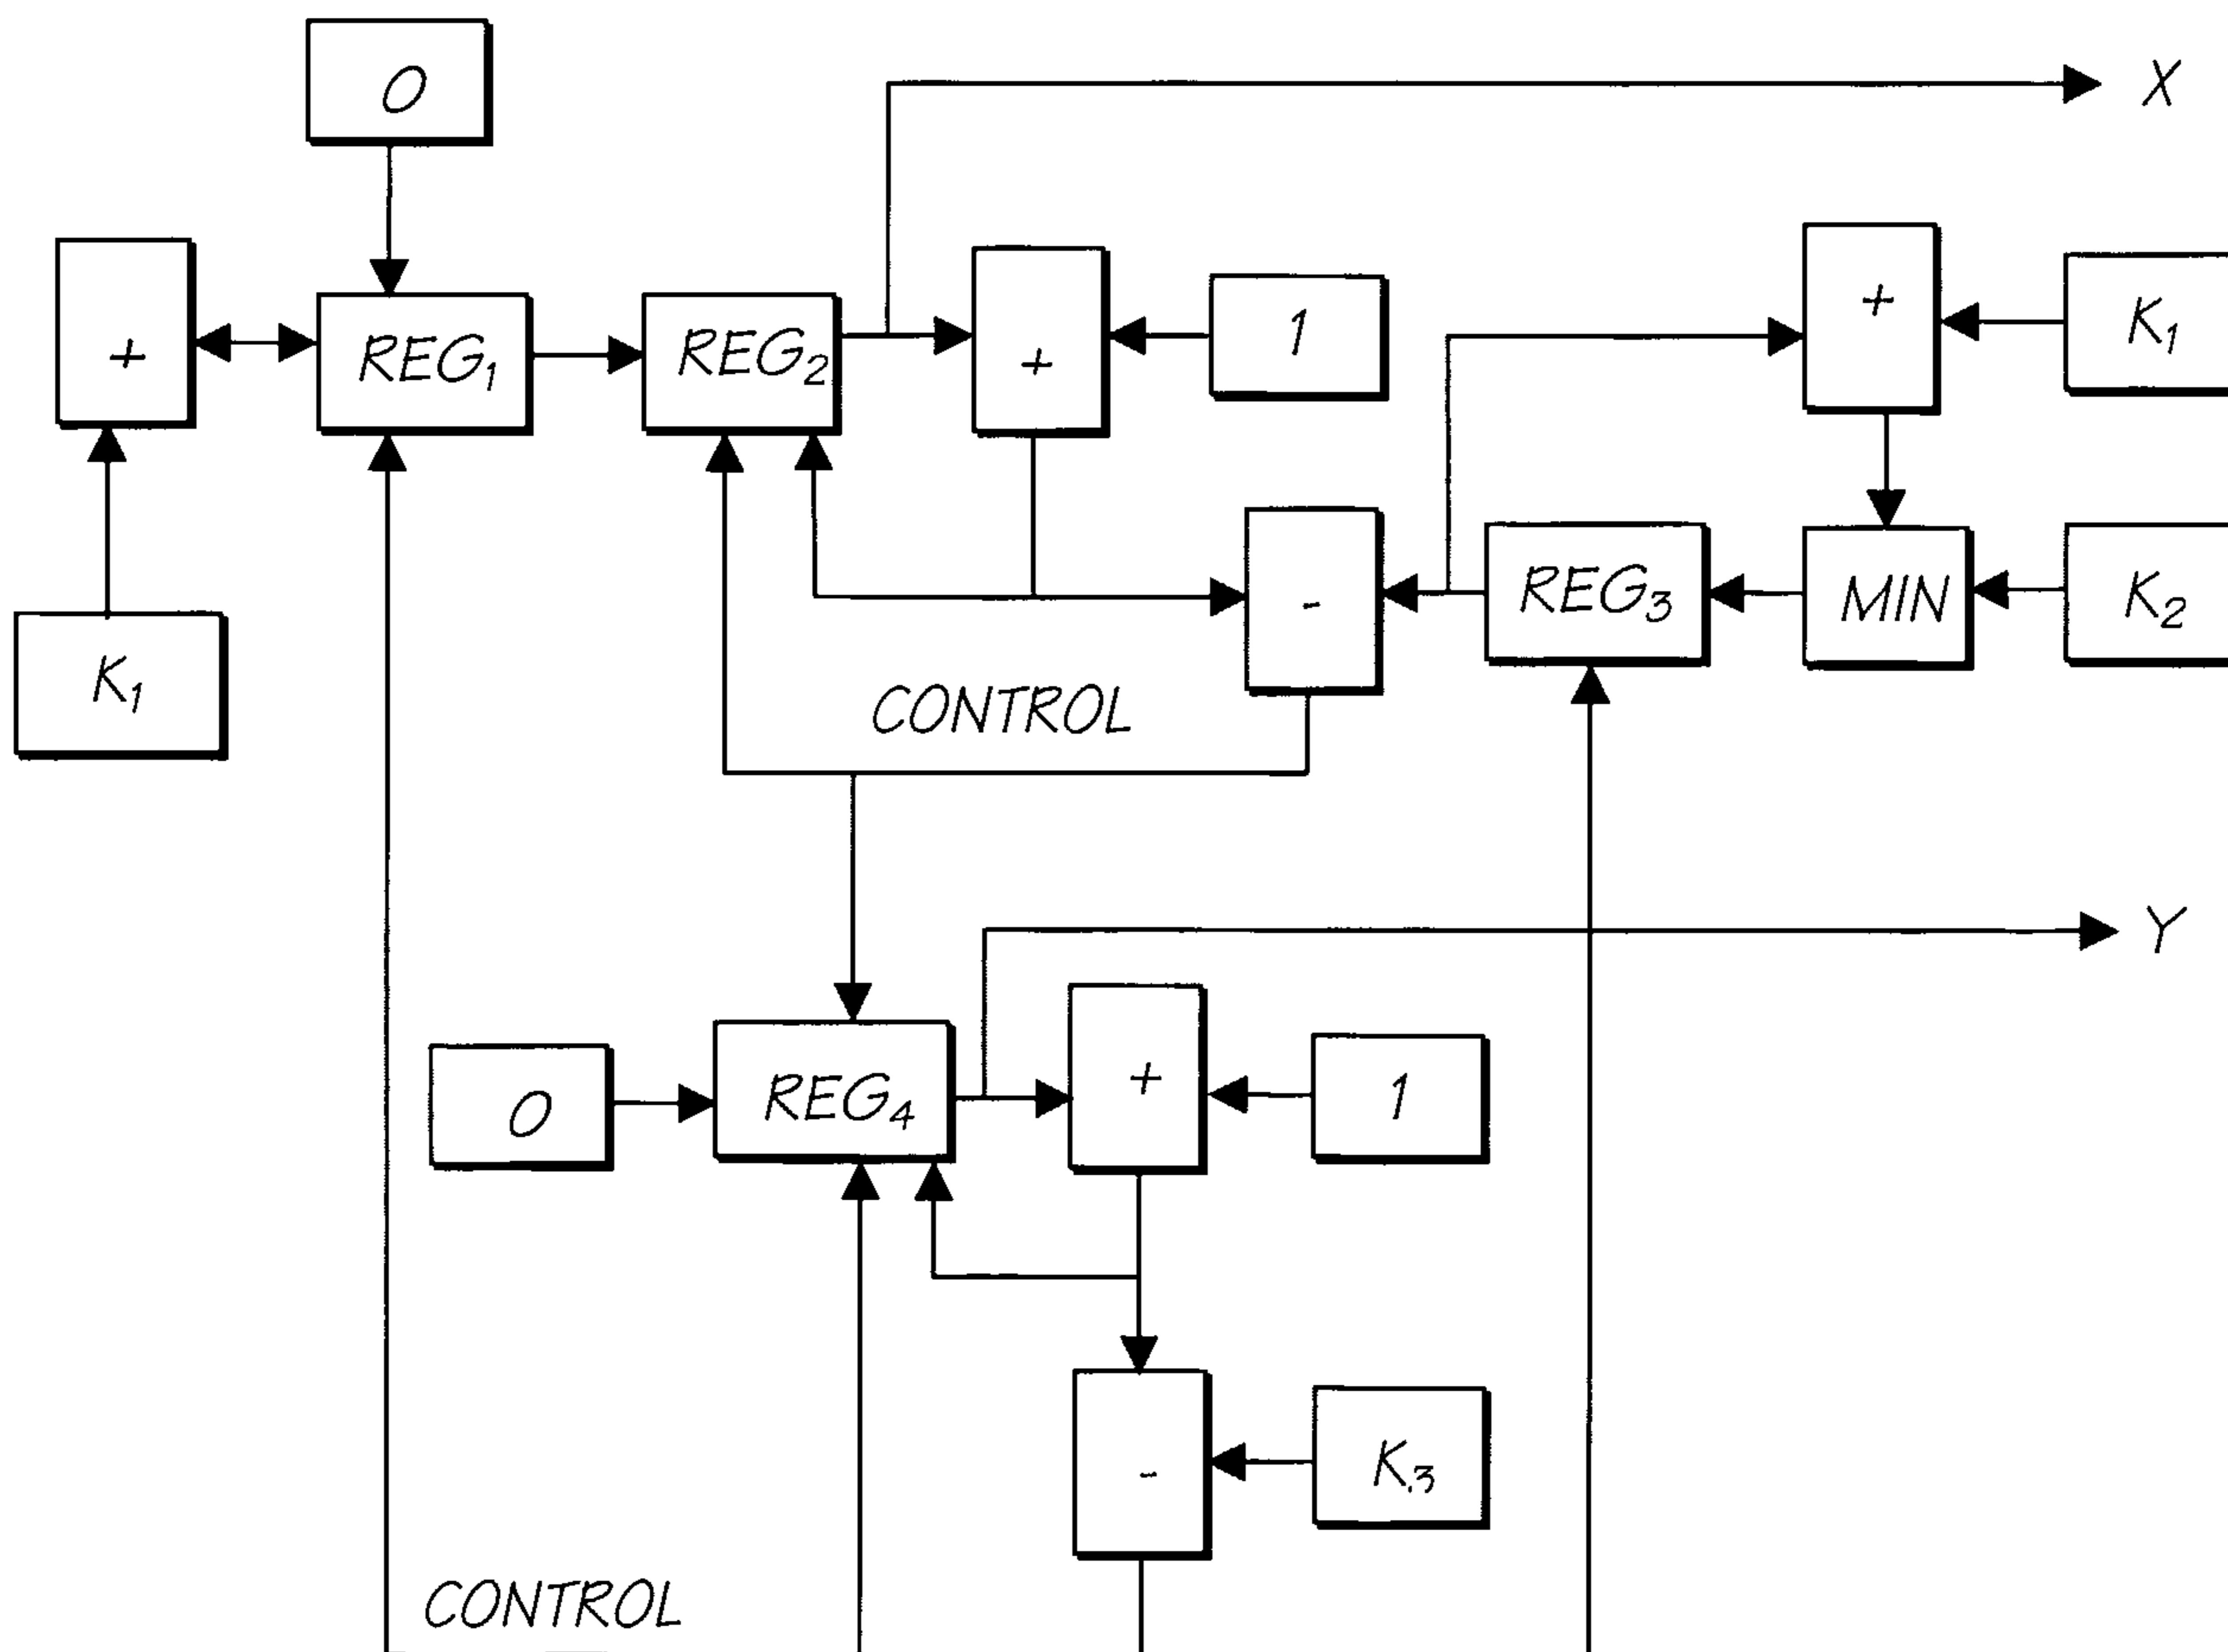 0
X
+
REG1
REG2
+
1
+
K1
K1
-
REG3
MIN
K2
CONTROL
Y
0
REG4
+
1
-
K3
CONTROL